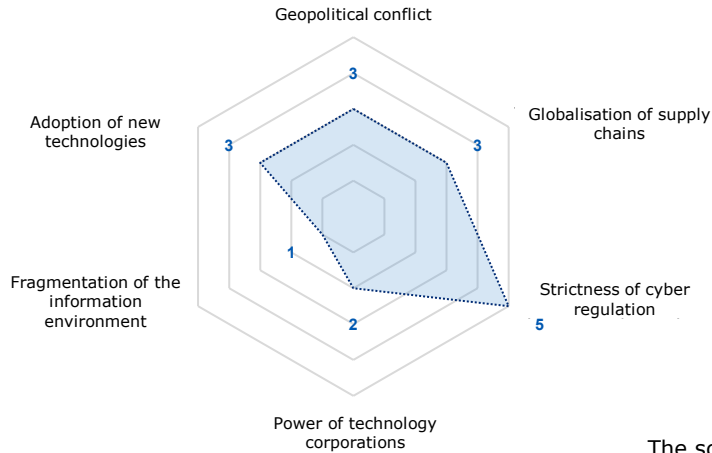 Geopolitical conflict
3
Adoption of new
technologies
3
3
Globalisation of supply
chains
Fragmentation of the
information
environment
1
Strictness of cyber
regulation
5
2
Power of technology
corporations
The